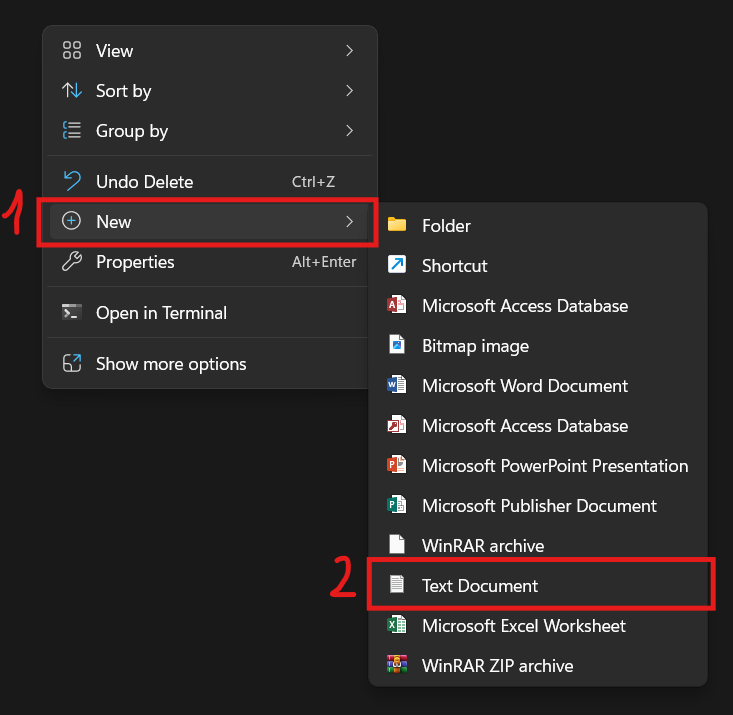 View
Sort by
Group by
Undo Delete Ctrl+Z
1
New
Properties Alt+Enter
Open in Terminal
Show more options
Folder
Shortcut
Microsoft Access Database
Bitmap image
Microsoft Word Document
Microsoft Access Database
Microsoft PowerPoint Presentation
Microsoft Publisher Document
WinRAR archive
2
Text Document
Microsoft Excel Worksheet
WinRAR ZIP archive